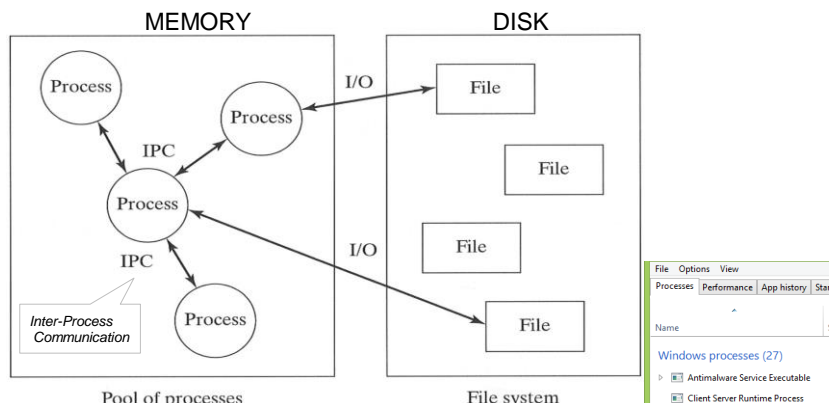 MEMORY
DISK
Process
I/O
File
Process
IPC
File
Process
I/O
File
IPC
Inter-Process
Communication
Process
File
Pool of processes
File system
File Options View
Processes Performance App history
Name
Windows processes (27)
Antimalware Service Executable
Client Server Runtime Process